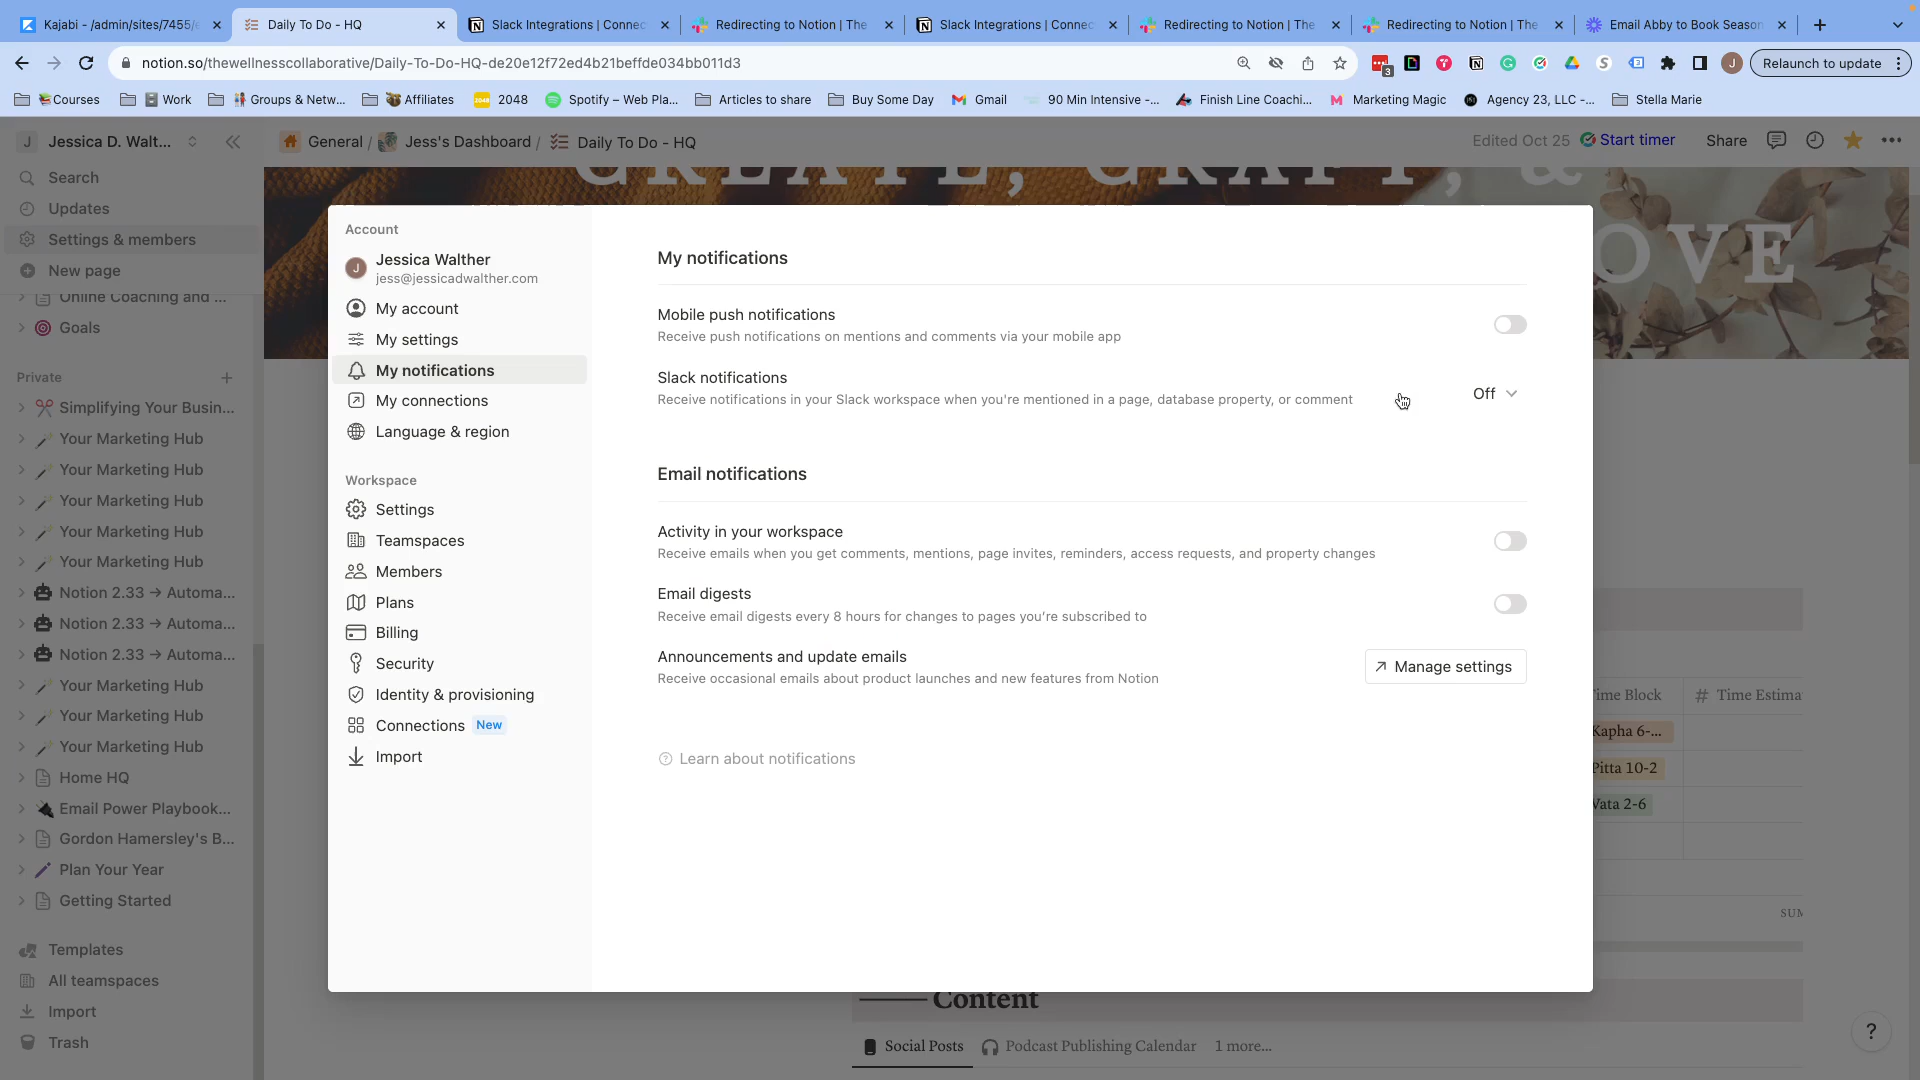 Kajabi - /admin/sites/7455/e
Daily To Do - HQ
Slack Integrations | Connec
Redirecting to Notion | The
Slack Integrations | Connec
Redirecting to Notion | The
Redirecting to Notion | The
Email Abby to Book Season
notion.so/thewellnesscollaborative/Daily-To-Do-HQ-de20e12f72ed4b21beffde034bb011d3
3
J
Relaunch to update
Courses
Work
Groups & Netw...
Affiliates
2048
Spotify – Web Pla...
Articles to share
Buy Some Day
Gmail
90 Min Intensive -...
Finish Line Coachi...
Marketing Magic
Agency 23, LLC -...
Stella Marie
J
Jessica D. Walt...
General / Jess's Dashboard / Daily To Do - HQ
Edited Oct 25
Start timer
Share
CREATE, CRAFT, &
LOVE
Search
Updates
Settings & members
New page
Online Coaching and ...
Goals
Private
Simplifying Your Busin...
Your Marketing Hub
Your Marketing Hub
Your Marketing Hub
Your Marketing Hub
Your Marketing Hub
Notion 2.33 → Automa...
Notion 2.33 → Automa...
Notion 2.33 → Automa...
Your Marketing Hub
Your Marketing Hub
Your Marketing Hub
Home HQ
Email Power Playbook...
Gordon Hamersley's B...
Plan Your Year
Getting Started
Templates
All teamspaces
Import
Trash
Account
J
Jessica Walther
jess@jessicadwalther.com
My account
My settings
My notifications
My connections
Language & region
Workspace
Settings
Teamspaces
Members
Plans
Billing
Security
Identity & provisioning
Connections New
Import
My notifications
Mobile push notifications
Receive push notifications on mentions and comments via your mobile app
Slack notifications
Receive notifications in your Slack workspace when you're mentioned in a page, database property, or comment
Off
Email notifications
Activity in your workspace
Receive emails when you get comments, mentions, page invites, reminders, access requests, and property changes
Email digests
Receive email digests every 8 hours for changes to pages you're subscribed to
Announcements and update emails
Receive occasional emails about product launches and new features from Notion
Manage settings
Learn about notifications
Time Block
# Time Estima
Kapha 6-...
Pitta 10-2
Vata 2-6
SUM
Content
Social Posts
Podcast Publishing Calendar
1 more...
?